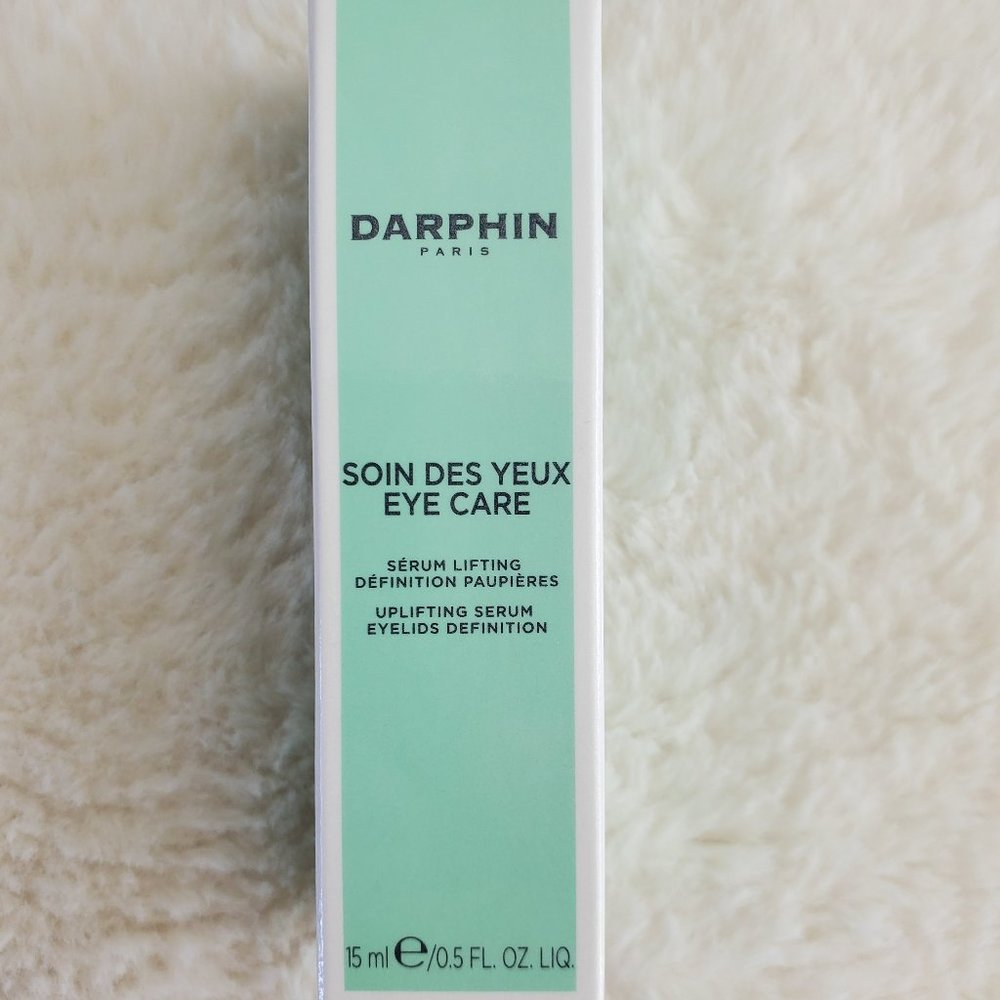 DARPHIN
PARIS
SOIN DES YEUX
EYE CARE
SÉRUM LIFTING
DÉFINITION PAUPIÈRES
UPLIFTING SERUM
EYELIDS DEFINITION
15 ml ℮/0.5 FL. OZ. LIQ.